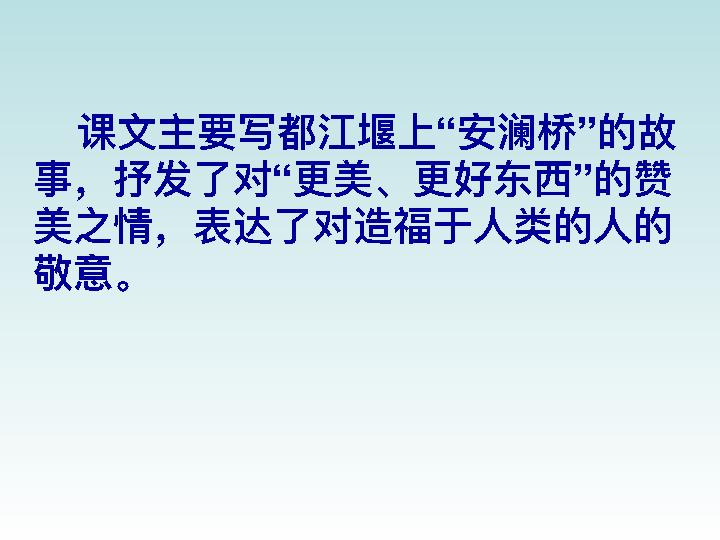 课文主要写都江堰上“安澜桥”的故
事，抒发了对“更美、更好东西”的赞
美之情，表达了对造福于人类的人的
敬意。